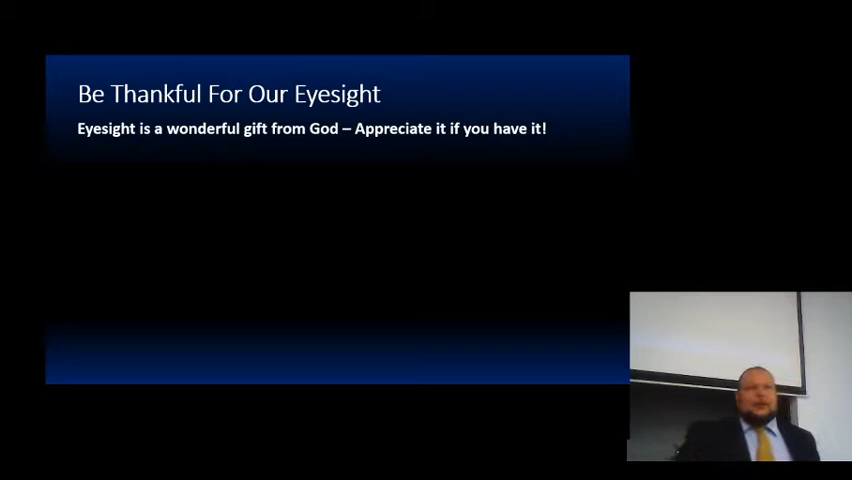 Be Thankful For Our Eyesight
Eyesight is a wonderful gift from God – Appreciate it if you have it!